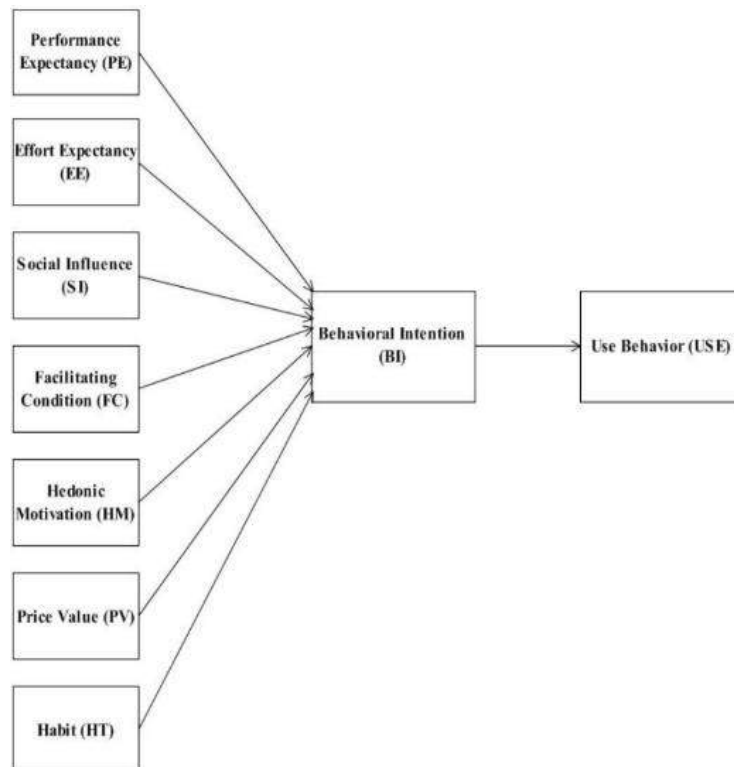 Performance
Expectancy (PE)
Effort Expectancy
(EE)
Social Influence
(SI)
Facilitating
Condition (FC)
Hedonic
Motivation (HM)
Price Value (PV)
Habit (HT)
Behavioral Intention
(BI)
Use Behavior (USE)